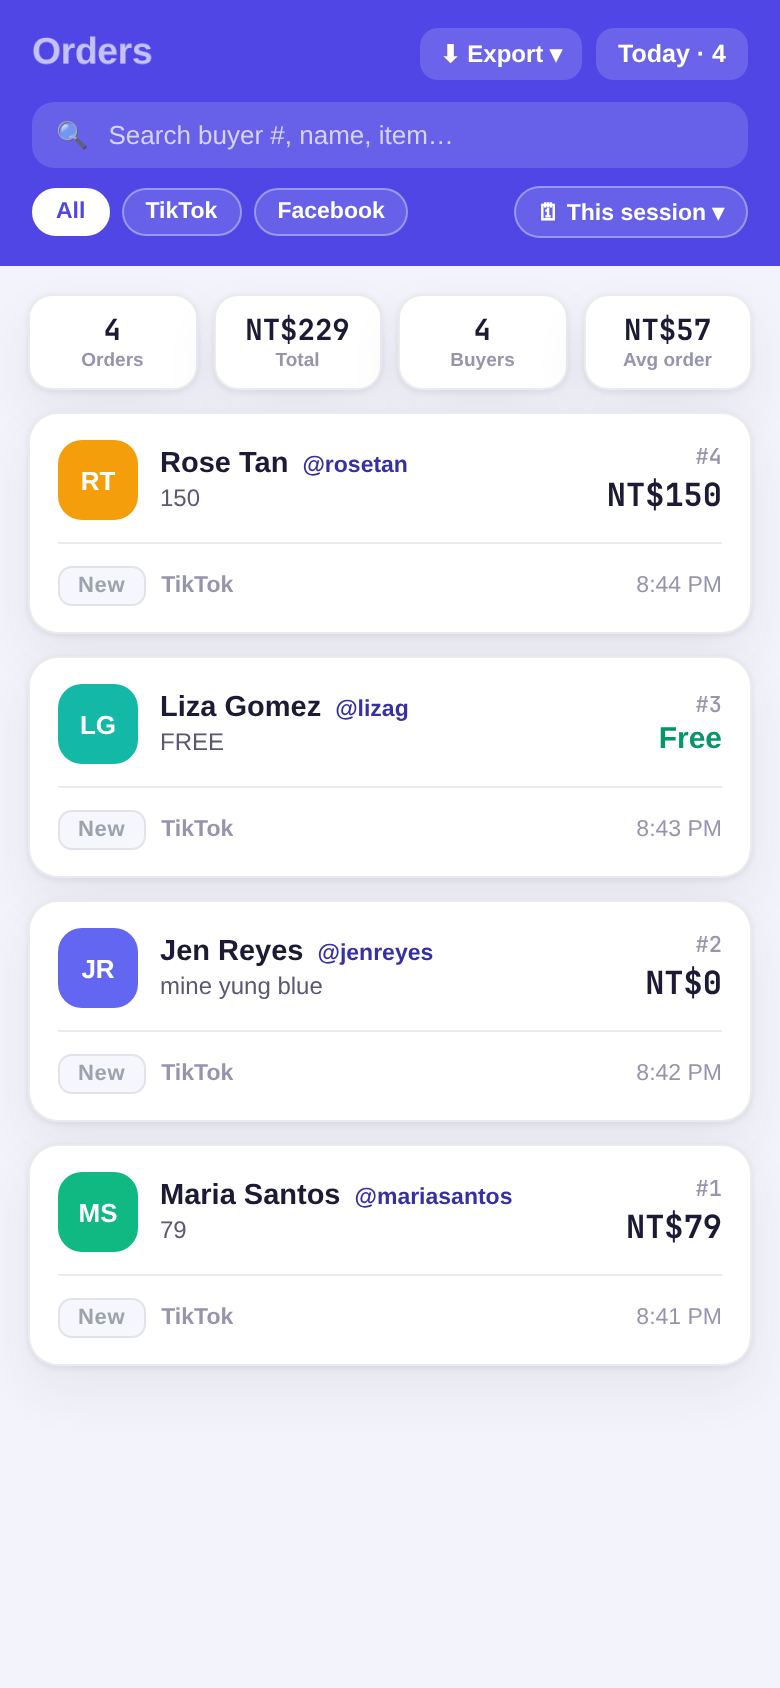 Orders
⬇ Export ▾
Today · 4
🔍 Search buyer #, name, item…
All
TikTok
Facebook
🗓 This session ▾
4
Orders
NT$229
Total
4
Buyers
NT$57
Avg order
RT
Rose Tan @rosetan
150
#4
NT$150
New TikTok
8:44 PM
LG
Liza Gomez @lizag
FREE
#3
Free
New TikTok
8:43 PM
JR
Jen Reyes @jenreyes
mine yung blue
#2
NT$0
New TikTok
8:42 PM
MS
Maria Santos @mariasantos
79
#1
NT$79
New TikTok
8:41 PM